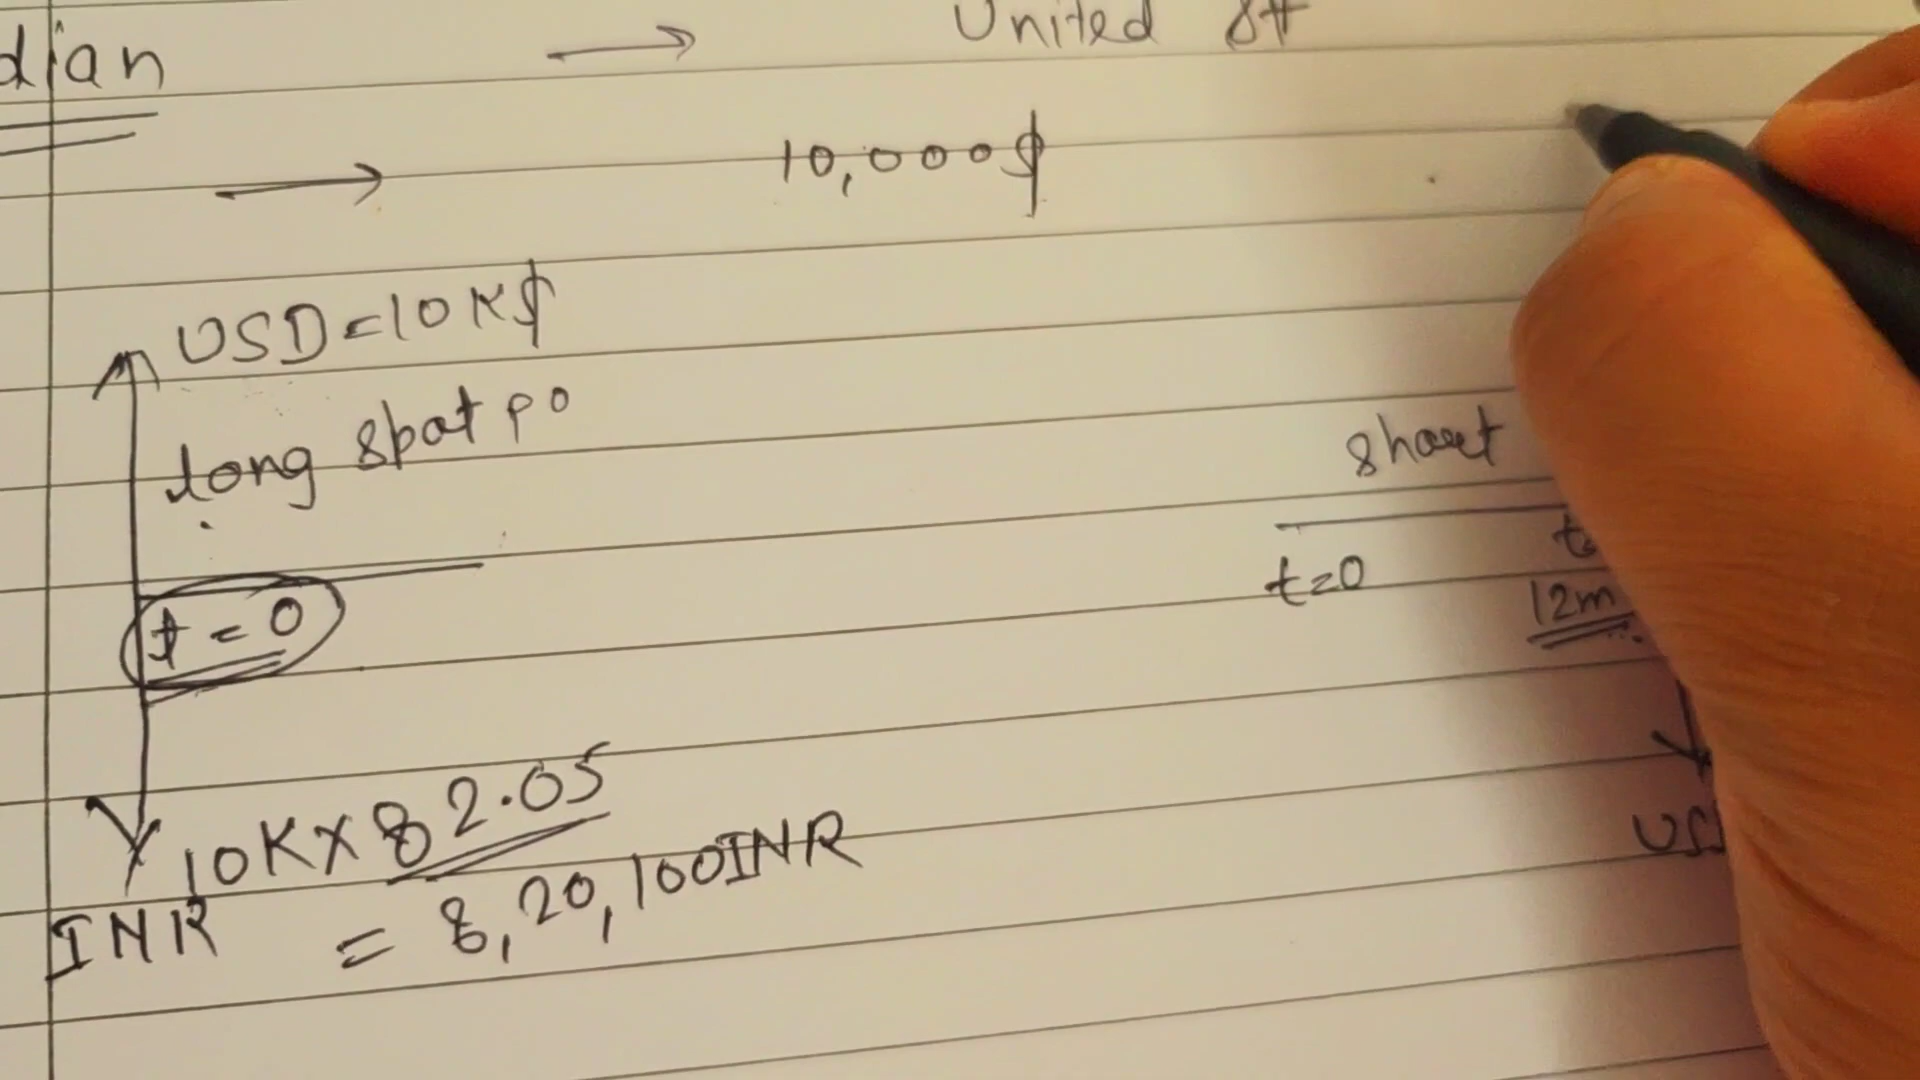 dian → United St
→ 10,000$
USD=10K$
long spot po
short
t=0
t=0
12m
10K×82.05
INR
= 8,20,100INR